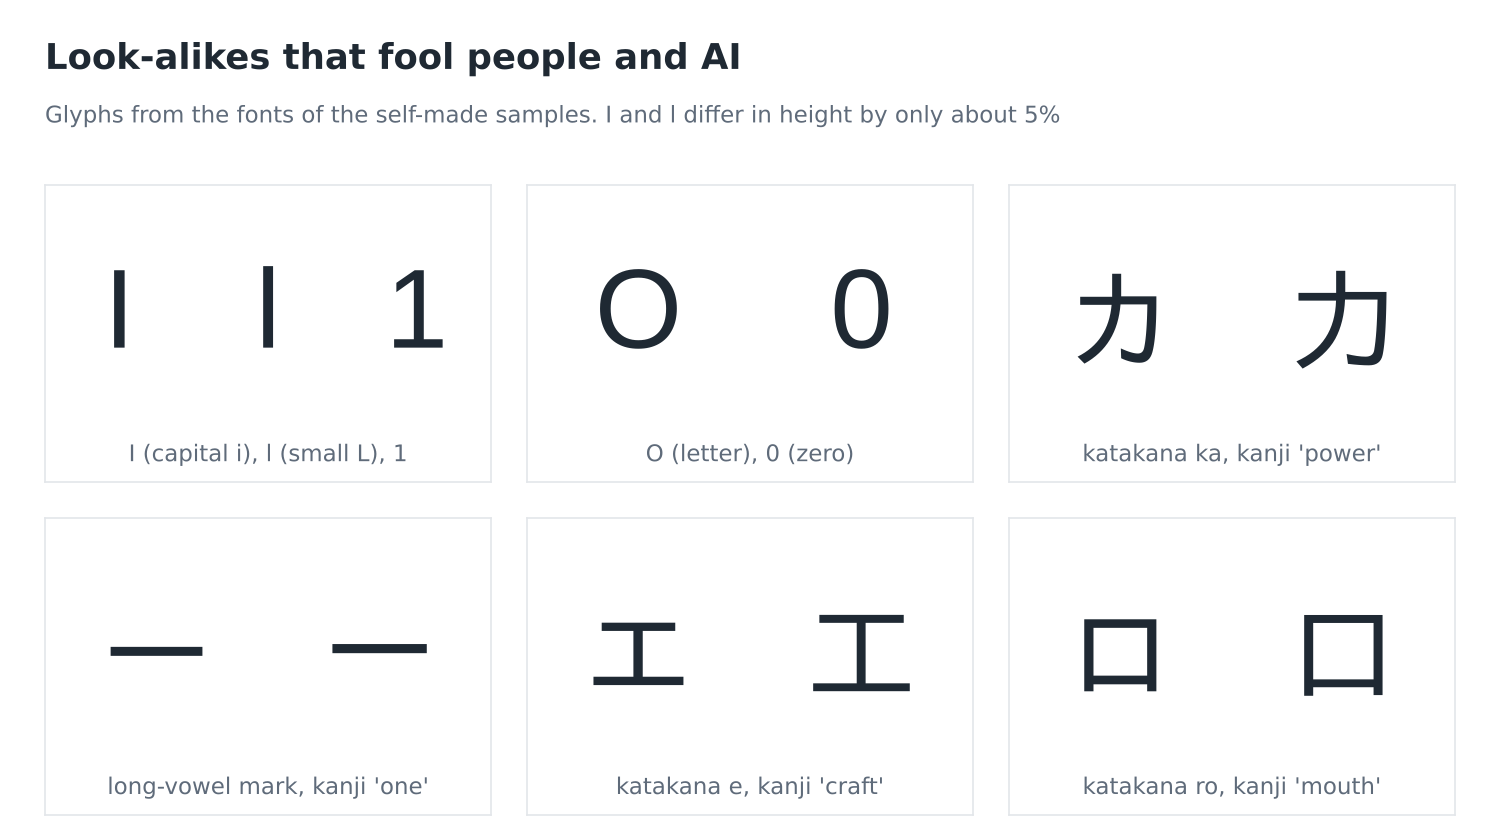 Look-alikes that fool people and AI
Glyphs from the fonts of the self-made samples. I and l differ in height by only about 5%
I l 1
I (capital i), l (small L), 1
O 0
O (letter), 0 (zero)
カ 力
katakana ka, kanji 'power'
ー 一
long-vowel mark, kanji 'one'
エ 工
katakana e, kanji 'craft'
ロ 口
katakana ro, kanji 'mouth'